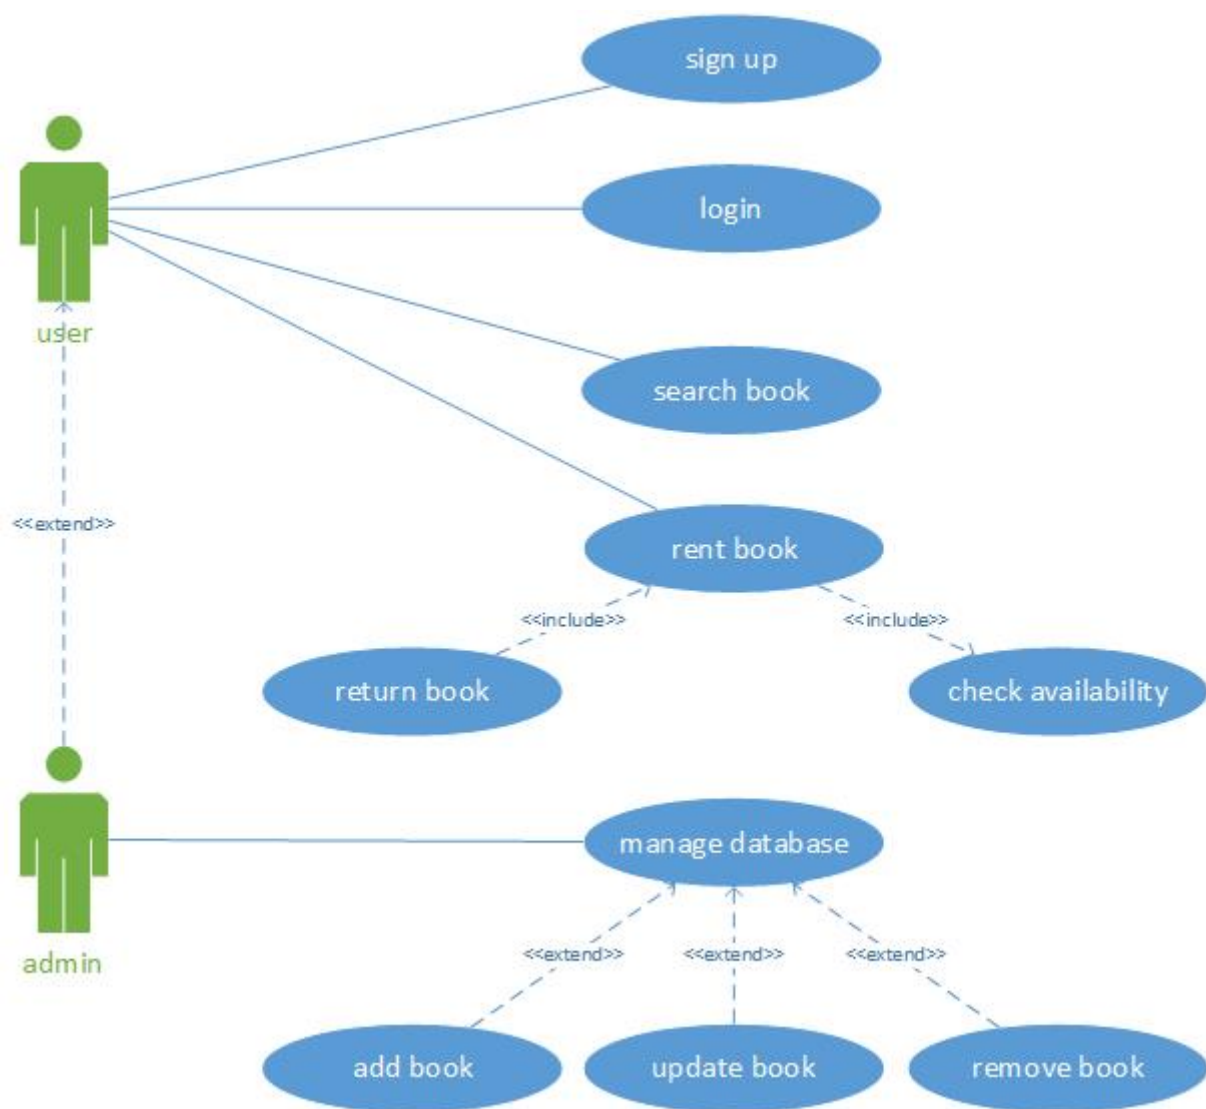 sign up
login
user
search book
<<extend>>
rent book
<<include>>
<<include>>
return book
check availability
manage database
admin
<<extend>>
<<extend>>
<<extend>>
add book
update book
remove book